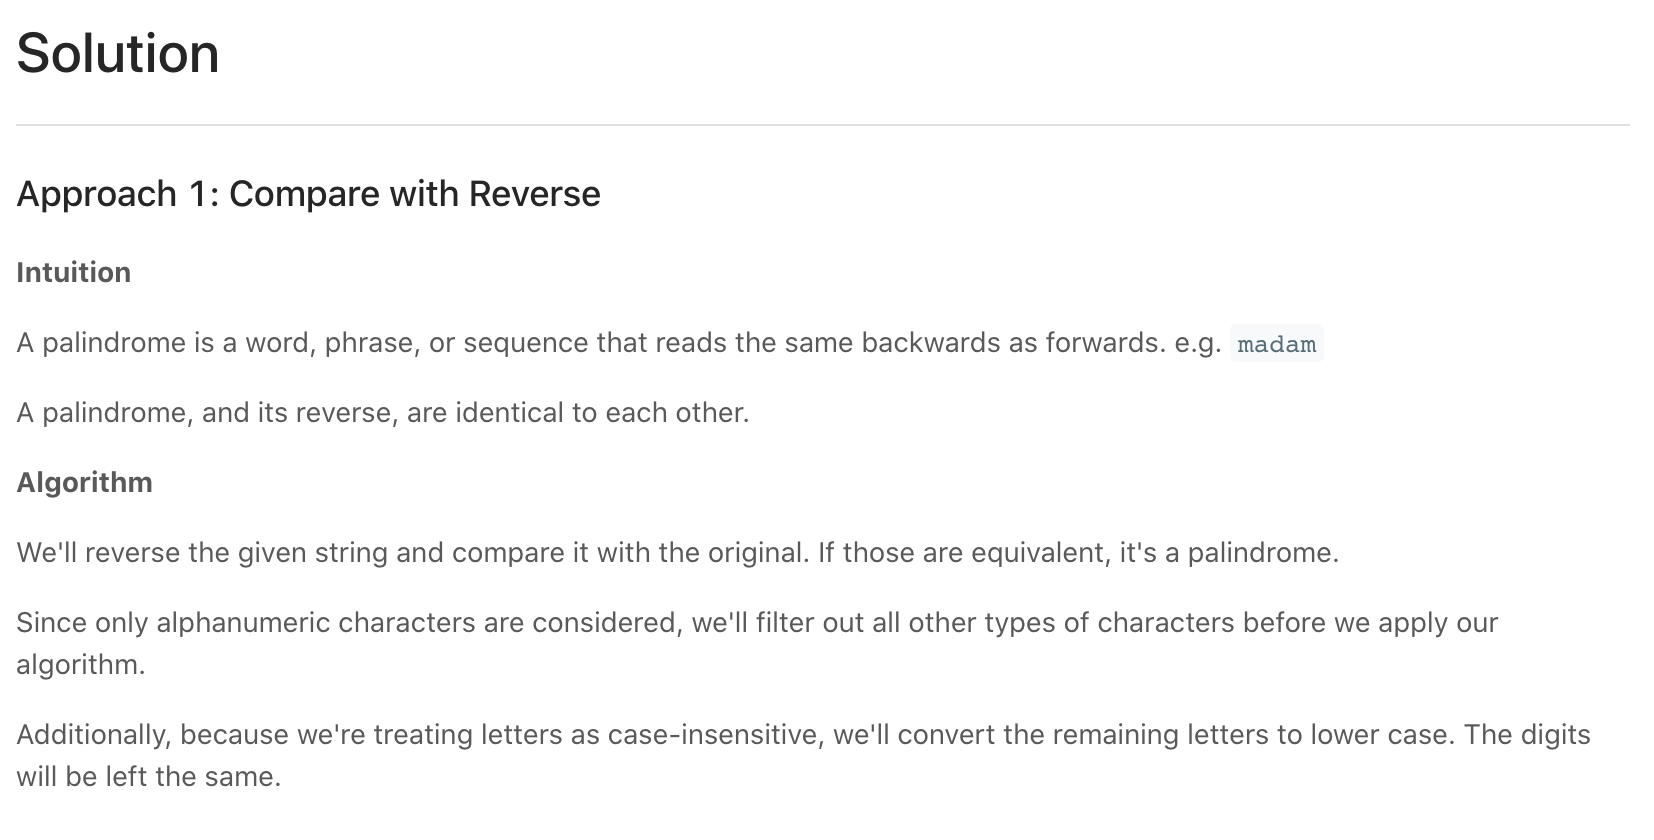 Solution
Approach 1: Compare with Reverse
Intuition
A palindrome is a word, phrase, or sequence that reads the same backwards as forwards. e.g. madam
A palindrome, and its reverse, are identical to each other.
Algorithm
We'll reverse the given string and compare it with the original. If those are equivalent, it's a palindrome.
Since only alphanumeric characters are considered, we'll filter out all other types of characters before we apply our
algorithm.
Additionally, because we're treating letters as case-insensitive, we'll convert the remaining letters to lower case. The digits
will be left the same.